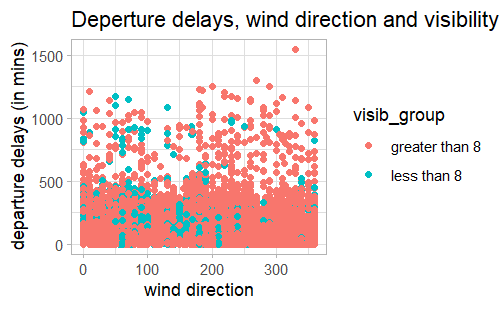 Deperture delays, wind direction and visibility
departure delays (in mins)
1500
1000
500
0
0
100
200
300
wind direction
visib_group
greater than 8
less than 8